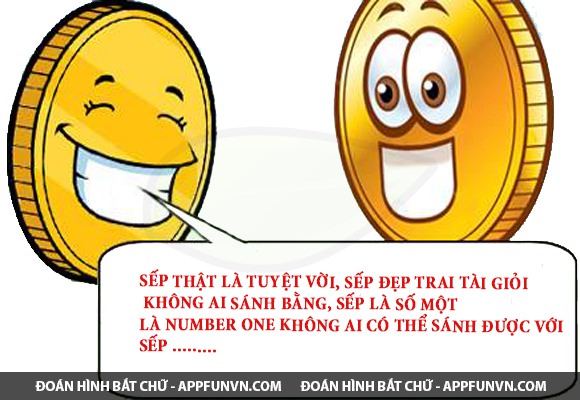 SẾP THẬT LÀ TUYỆT VỜI, SẾP ĐẸP TRAI TÀI GIỎI
KHÔNG AI SÁNH BẰNG, SẾP LÀ SỐ MỘT
LÀ NUMBER ONE KHÔNG AI CÓ THỂ SÁNH ĐƯỢC VỚI
SẾP .........
ĐOÁN HÌNH BẮT CHỮ - APPFUNVN.COM ĐOÁN HÌNH BẮT CHỮ - APPFUNVN.COM